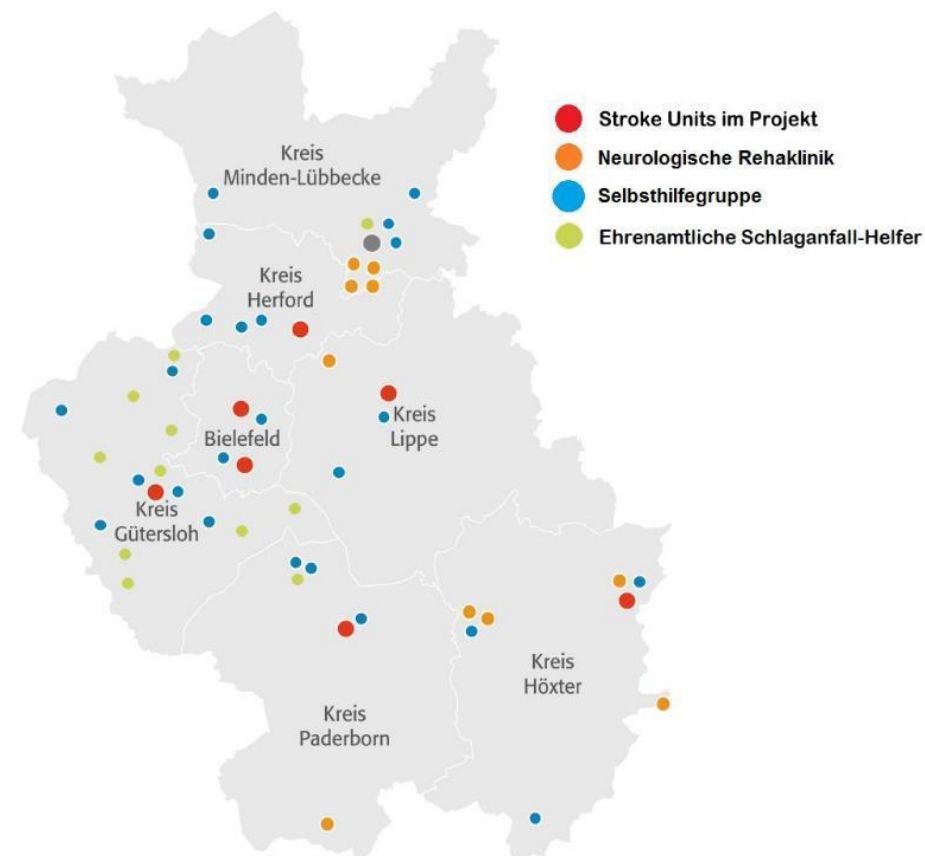 Stroke Units im Projekt
Neurologische Rehaklinik
Selbsthilfegruppe
Ehrenamtliche Schlaganfall-Helfer
Kreis
Minden-Lübbecke
Kreis
Herford
Bielefeld
Kreis
Lippe
Kreis
Gütersloh
Kreis
Höxter
Kreis
Paderborn